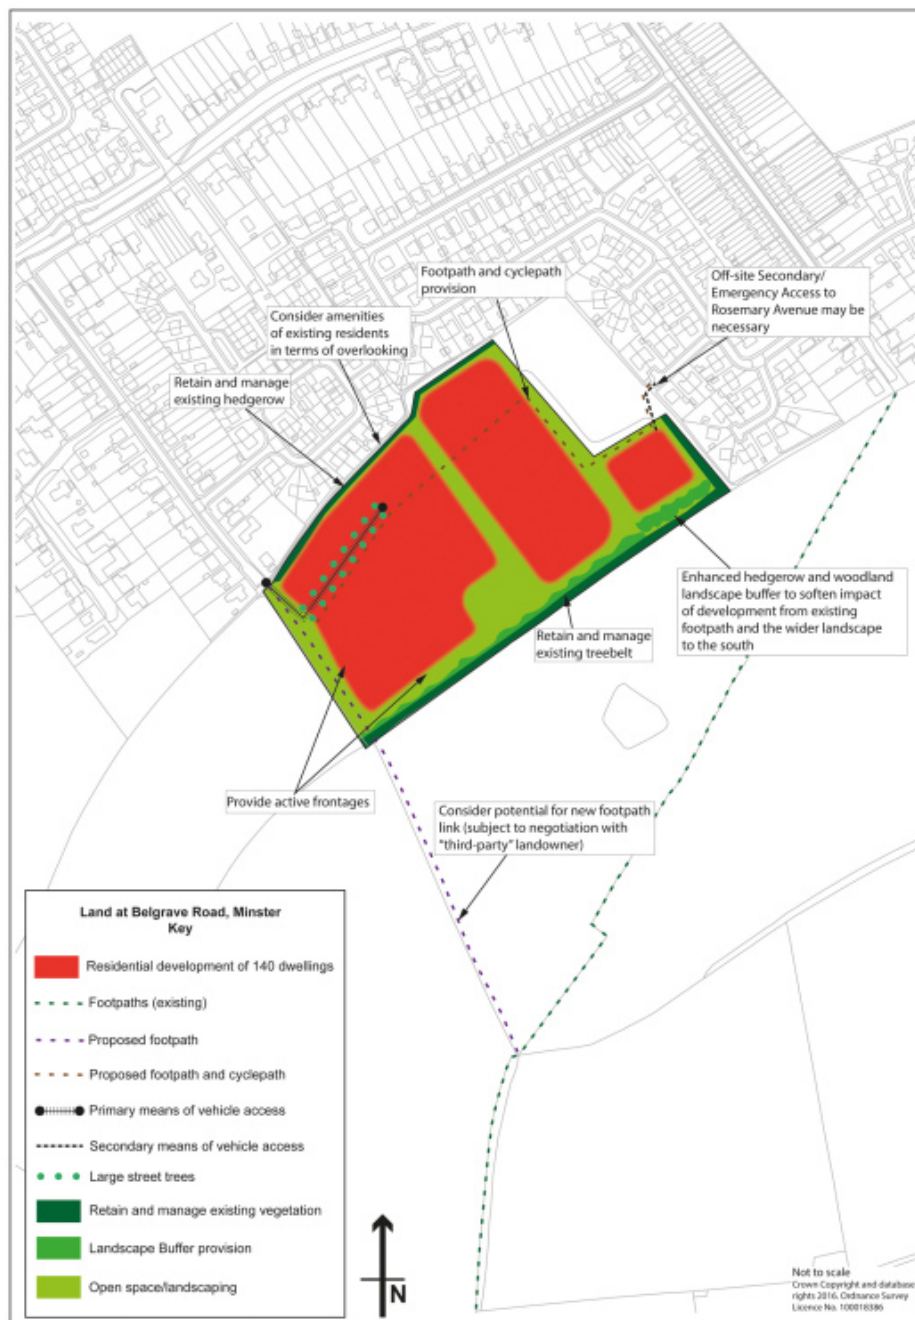 Footpath and cyclepath
provision
Off-site Secondary/
Emergency Access to
Rosemary Avenue may be
necessary
Consider amenities
of existing residents
in terms of overlooking
Retain and manage
existing hedgerow
Enhanced hedgerow and woodland
landscape buffer to soften impact
of development from existing
footpath and the wider landscape
to the south
Retain and manage
existing treebelt
Provide active frontages
Consider potential for new footpath
link (subject to negotiation with
"third-party" landowner)
Land at Belgrave Road, Minster
Key
Residential development of 140 dwellings
Footpaths (existing)
Proposed footpath
Proposed footpath and cyclepath
Primary means of vehicle access
Secondary means of vehicle access
Large street trees
Retain and manage existing vegetation
Landscape Buffer provision
Open space/landscaping
N
Not to scale
Crown Copyright and database
rights 2016. Ordnance Survey
Licence No. 100018386